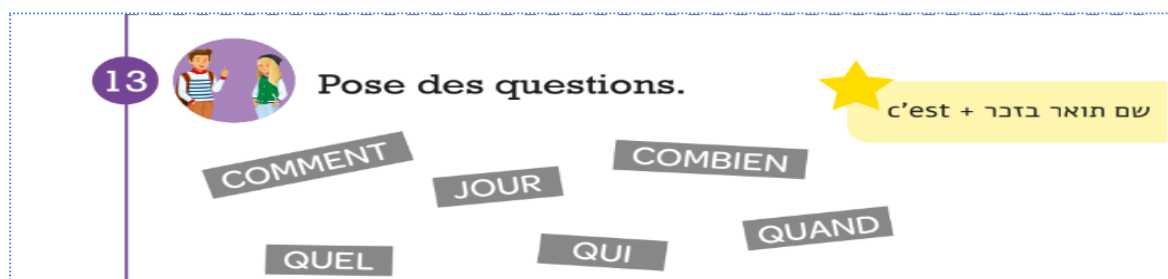 13 Pose des questions.
c'est + שם תואר בזכר
COMMENT
COMBIEN
JOUR
QUAND
QUEL
QUI